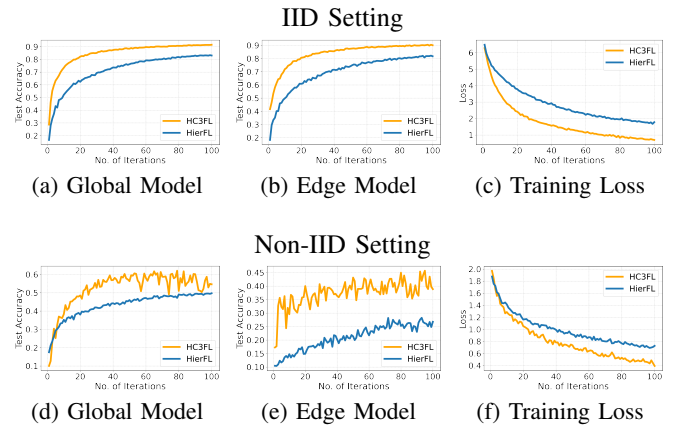 IID Setting
Test Accuracy
0.9
0.8
0.7
0.6
0.5
0.4
0.3
0.2
HC3FL
HierFL
0 20 40 60 80 100
No. of Iterations
(a) Global Model
Test Accuracy
0.9
0.8
0.7
0.6
0.5
0.4
0.3
0.2
HC3FL
HierFL
0 20 40 60 80 100
No. of Iterations
(b) Edge Model
Loss
6
5
4
3
2
1
HC3FL
HierFL
0 20 40 60 80 100
No. of Iterations
(c) Training Loss
Non-IID Setting
Test Accuracy
0.6
0.5
0.4
0.3
0.2
0.1
HC3FL
HierFL
0 20 40 60 80 100
No. of Iterations
(d) Global Model
Test Accuracy
0.45
0.40
0.35
0.30
0.25
0.20
0.15
0.10
HC3FL
HierFL
0 20 40 60 80 100
No. of Iterations
(e) Edge Model
Loss
2.0
1.8
1.6
1.4
1.2
1.0
0.8
0.6
0.4
HC3FL
HierFL
0 20 40 60 80 100
No. of Iterations
(f) Training Loss